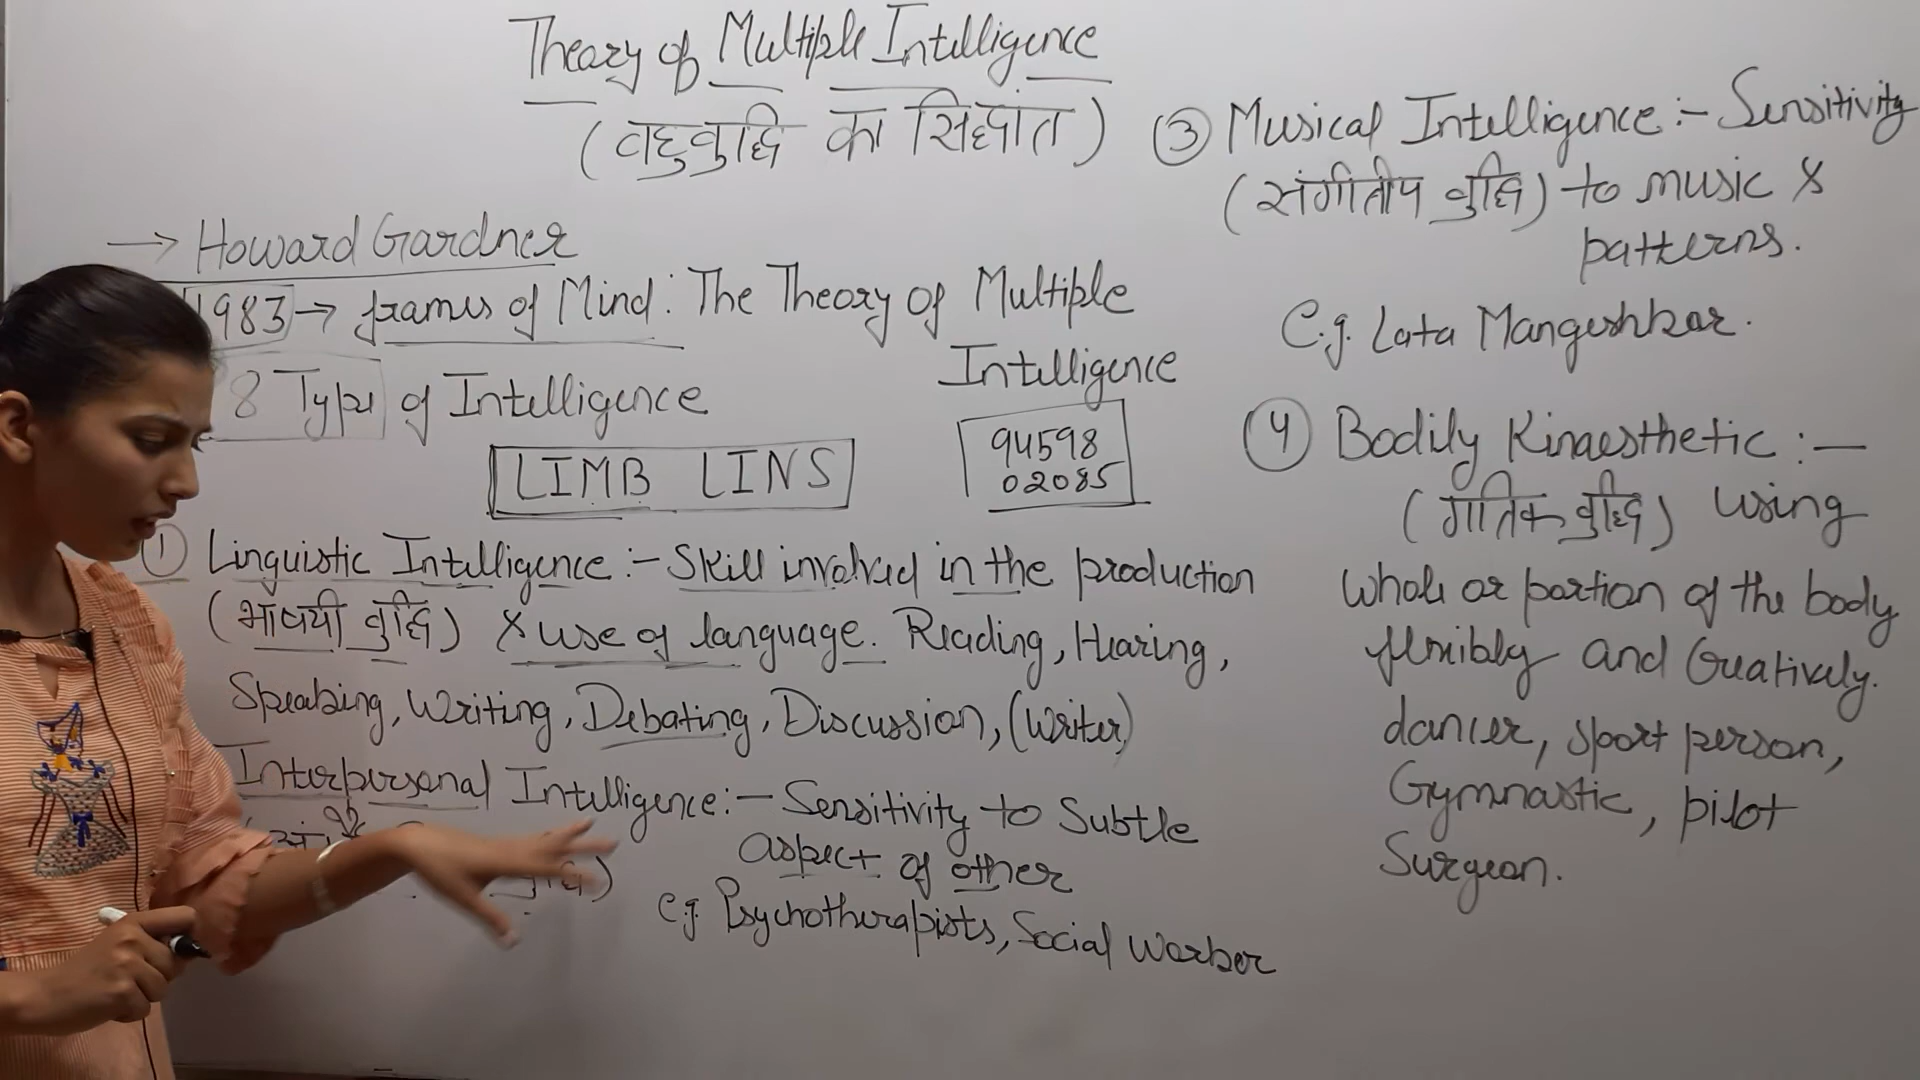 Theory of Multiple Intelligence
(बहुबुद्धि का सिद्धांत)
→ Howard Gardner
1983 → frames of Mind: The Theory of Multiple
Intelligence
8 Type of Intelligence
LIMB LINS
94598
02085
① Linguistic Intelligence :- Skill involved in the production
(भाषयी बुद्धि) & use of language. Reading, Hearing,
Speaking, Writing, Debating, Discussion, (Writer)
Interpersonal Intelligence :- Sensitivity to Subtle
aspect of other
e.g. Psychotherapists, Social Worker
③ Musical Intelligence :- Sensitivity
(संगीतीय बुद्धि) to music &
patterns.
e.g. Lata Mangeshkar.
④ Bodily Kinaesthetic :-
(गातिक बुद्धि) using
whole or portion of the body
flexibly and Creatively.
dancer, sport person,
Gymnastic, pilot
Surgeon.